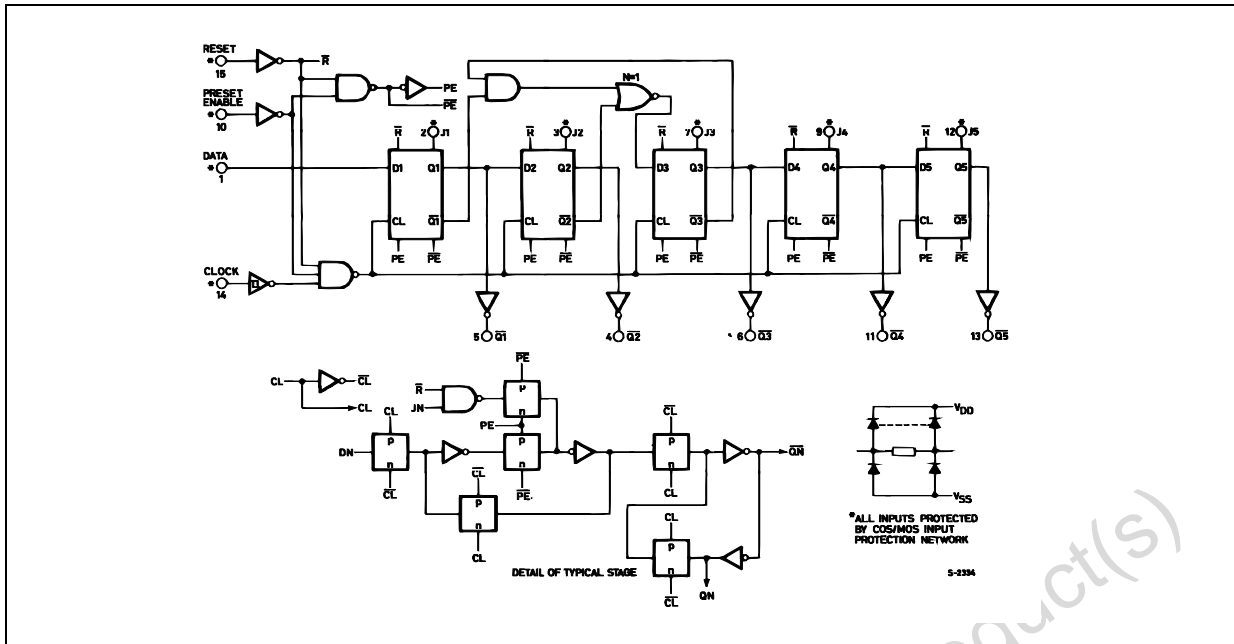 RESET
*
15
R̅
PRESET
ENABLE
*
10
PE
P̅E̅
N=1
DATA
*
1
R̅ 2 * J1
D1 Q1
CL Q̅1̅
PE P̅E̅
R̅ 3 * J2
D2 Q2
CL Q̅2̅
PE P̅E̅
R̅ 7 * J3
D3 Q3
CL Q̅3̅
PE P̅E̅
R̅ 9 * J4
D4 Q4
CL Q̅4̅
PE P̅E̅
R̅ 12 * J5
D5 Q5
CL Q̅5̅
PE P̅E̅
CLOCK
*
14
5 Q̅1̅
4 Q̅2̅
6 Q̅3̅
11 Q̅4̅
13 Q̅5̅
CL C̅L̅
CL
R̅
JN
P̅E̅
p
n
PE
DN
CL
p
n
C̅L̅
p
n
P̅E̅
C̅L̅
p
n
CL
C̅L̅
p
n
CL
Q̅N̅
CL
p
n
C̅L̅
QN
DETAIL OF TYPICAL STAGE
VDD
VSS
*ALL INPUTS PROTECTED
BY COS/MOS INPUT
PROTECTION NETWORK
S-2334